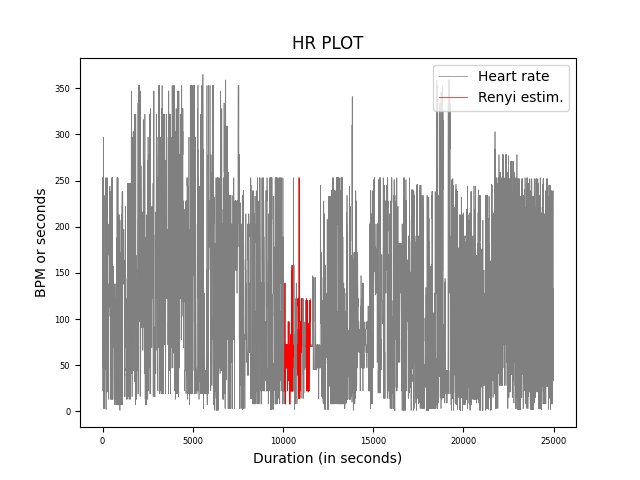 HR PLOT
Heart rate
Renyi estim.
BPM or seconds
350
300
250
200
150
100
50
0
0 5000 10000 15000 20000 25000
Duration (in seconds)